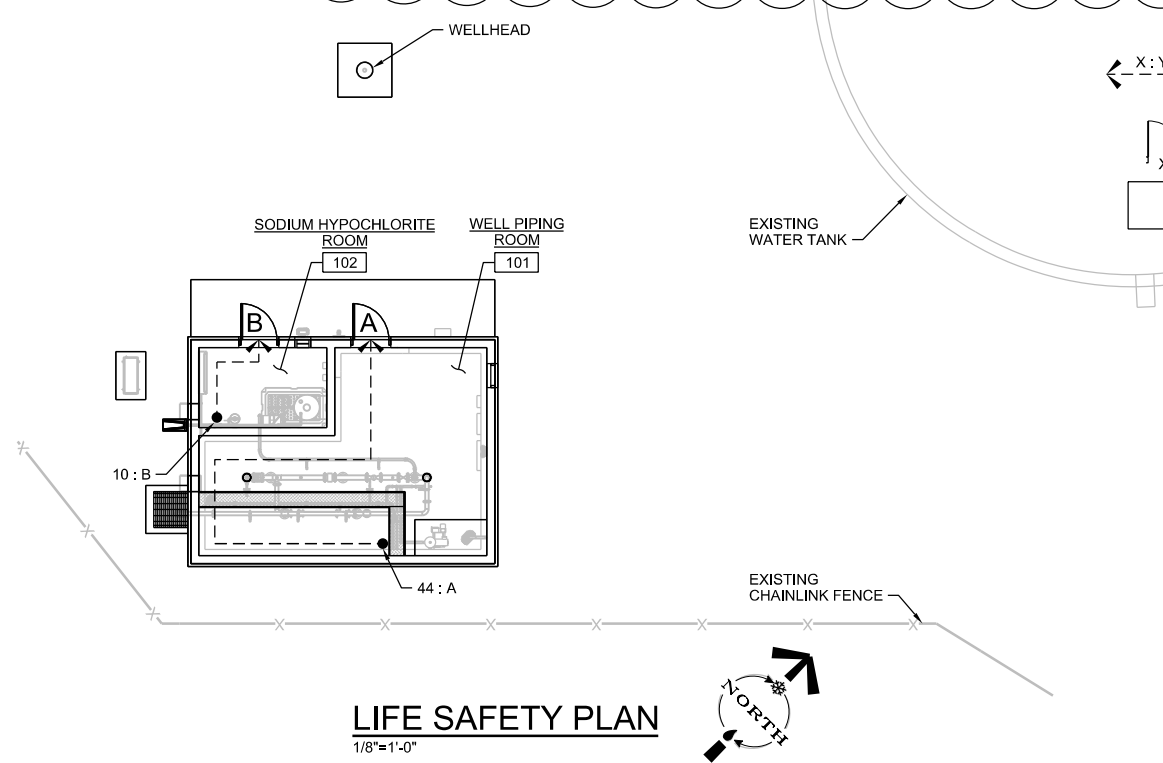 WELLHEAD
X : Y
X
SODIUM HYPOCHLORITE
ROOM
102
WELL PIPING
ROOM
101
EXISTING
WATER TANK
B
A
10 : B
44 : A
EXISTING
CHAINLINK FENCE
X X X X X X X X X X
NORTH
LIFE SAFETY PLAN
1/8"=1'-0"